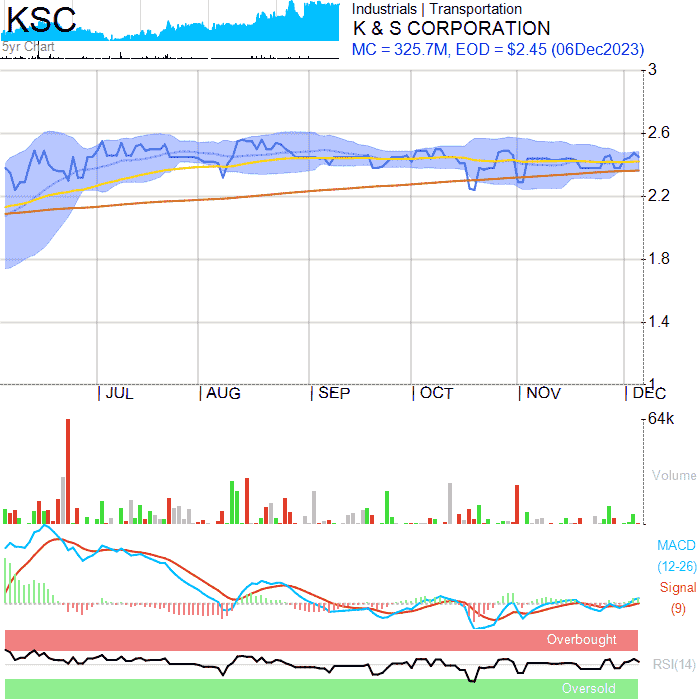 KSC
5yr Chart
Industrials | Transportation
K & S CORPORATION
MC = 325.7M, EOD = $2.45 (06Dec2023)
3
2.6
2.2
1.8
1.4
1
JUL AUG SEP OCT NOV DEC
64k
Volume
MACD
(12-26)
Signal
(9)
Overbought
RSI(14)
Oversold